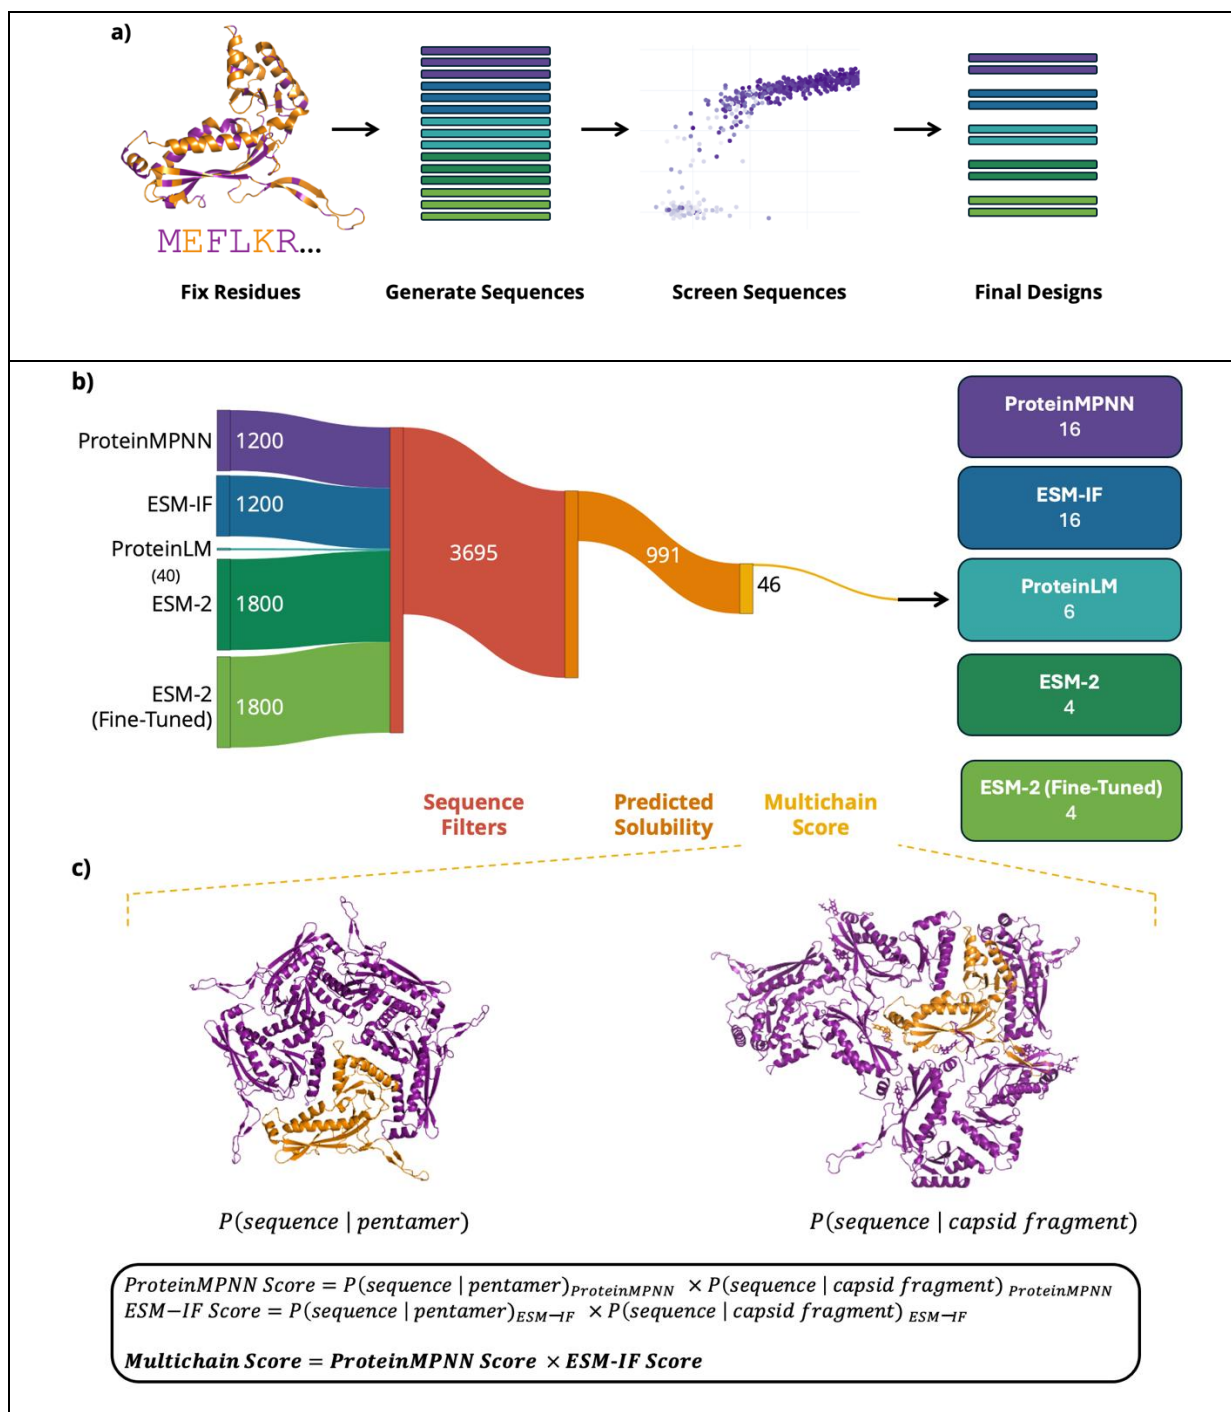 a)
MEFLKR...
Fix Residues
Generate Sequences
Screen Sequences
Final Designs
b)
ProteinMPNN
1200
ESM-IF
1200
ProteinLM
(40)
ESM-2
1800
ESM-2
(Fine-Tuned)
1800
3695
991
46
ProteinMPNN
16
ESM-IF
16
ProteinLM
6
ESM-2
4
ESM-2 (Fine-Tuned)
4
Sequence
Filters
Predicted
Solubility
Multichain
Score
c)
P(sequence | pentamer)
P(sequence | capsid fragment)
ProteinMPNN Score = P(sequence | pentamer)ProteinMPNN × P(sequence | capsid fragment) ProteinMPNN
ESM−IF Score = P(sequence | pentamer)ESM−IF × P(sequence | capsid fragment) ESM−IF
Multichain Score = ProteinMPNN Score × ESM-IF Score